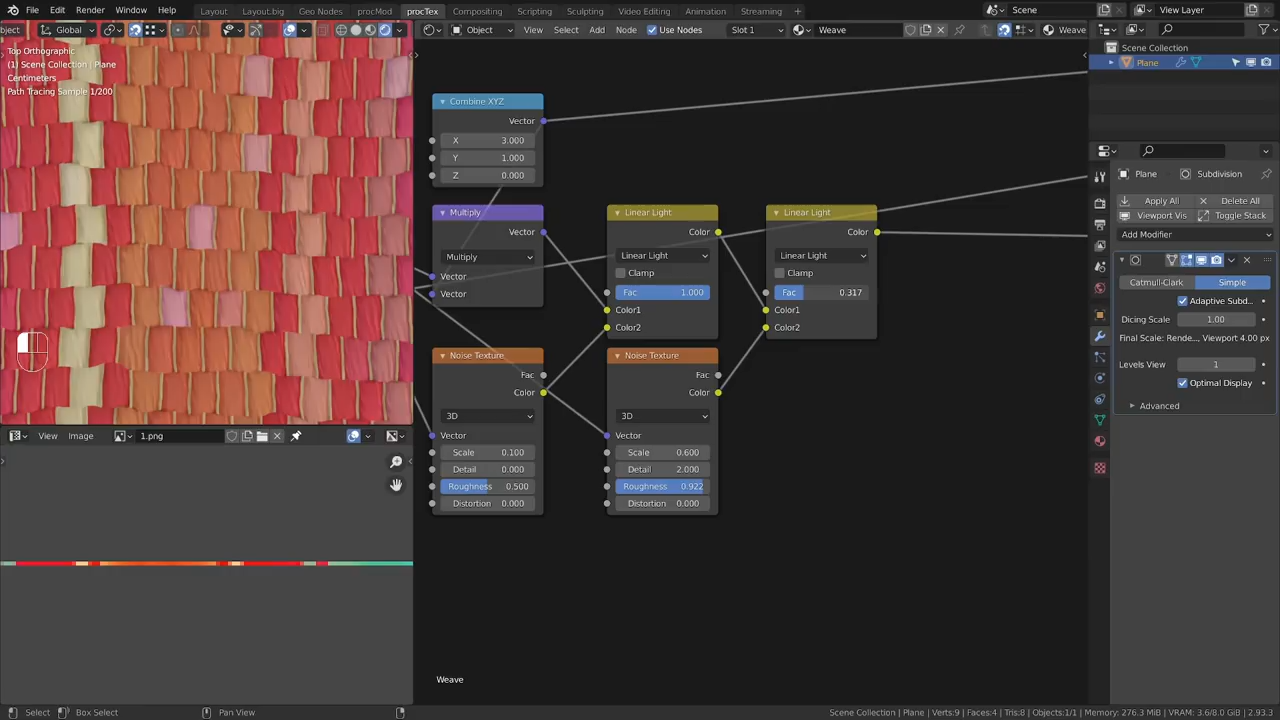 File Edit Render Window Help Layout Layout.big Geo Nodes procMod procTex Compositing Scripting Video Editing Animation Streaming + Scene View Layer
bject Global Object View Select Add Node Use Nodes Slot 1 Weave Weave
Top Orthographic
(1) Scene Collection | Plane
Centimeters
Path Tracing Sample 1/200
Combine XYZ
Vector
X 3.000
Y 1.000
Z 0.000
Multiply
Vector
Multiply
Vector
Vector
Linear Light
Color
Linear Light
Clamp
Fac 1.000
Color1
Color2
Linear Light
Color
Linear Light
Clamp
Fac 0.317
Color1
Color2
Noise Texture
Fac
Color
3D
Vector
Scale 0.100
Detail 0.000
Roughness 0.500
Distortion 0.000
Noise Texture
Fac
Color
3D
Vector
Scale 0.600
Detail 2.000
Roughness 0.922
Distortion 0.000
Weave
Scene Collection
Plane
Plane Subdivision
Apply All Delete All
Viewport Vis Toggle Stack
Add Modifier
Catmull-Clark Simple
Adaptive Subd...
Dicing Scale 1.00
Final Scale: Rende..., Viewport 4.00 px
Levels View 1
Optimal Display
Advanced
View Image 1.png
Select Box Select Pan View Scene Collection | Plane | Verts:9 | Faces:4 | Tris:8 | Objects:1/1 | Memory: 276.3 MiB | VRAM: 3.6/8.0 GiB | 2.93.3